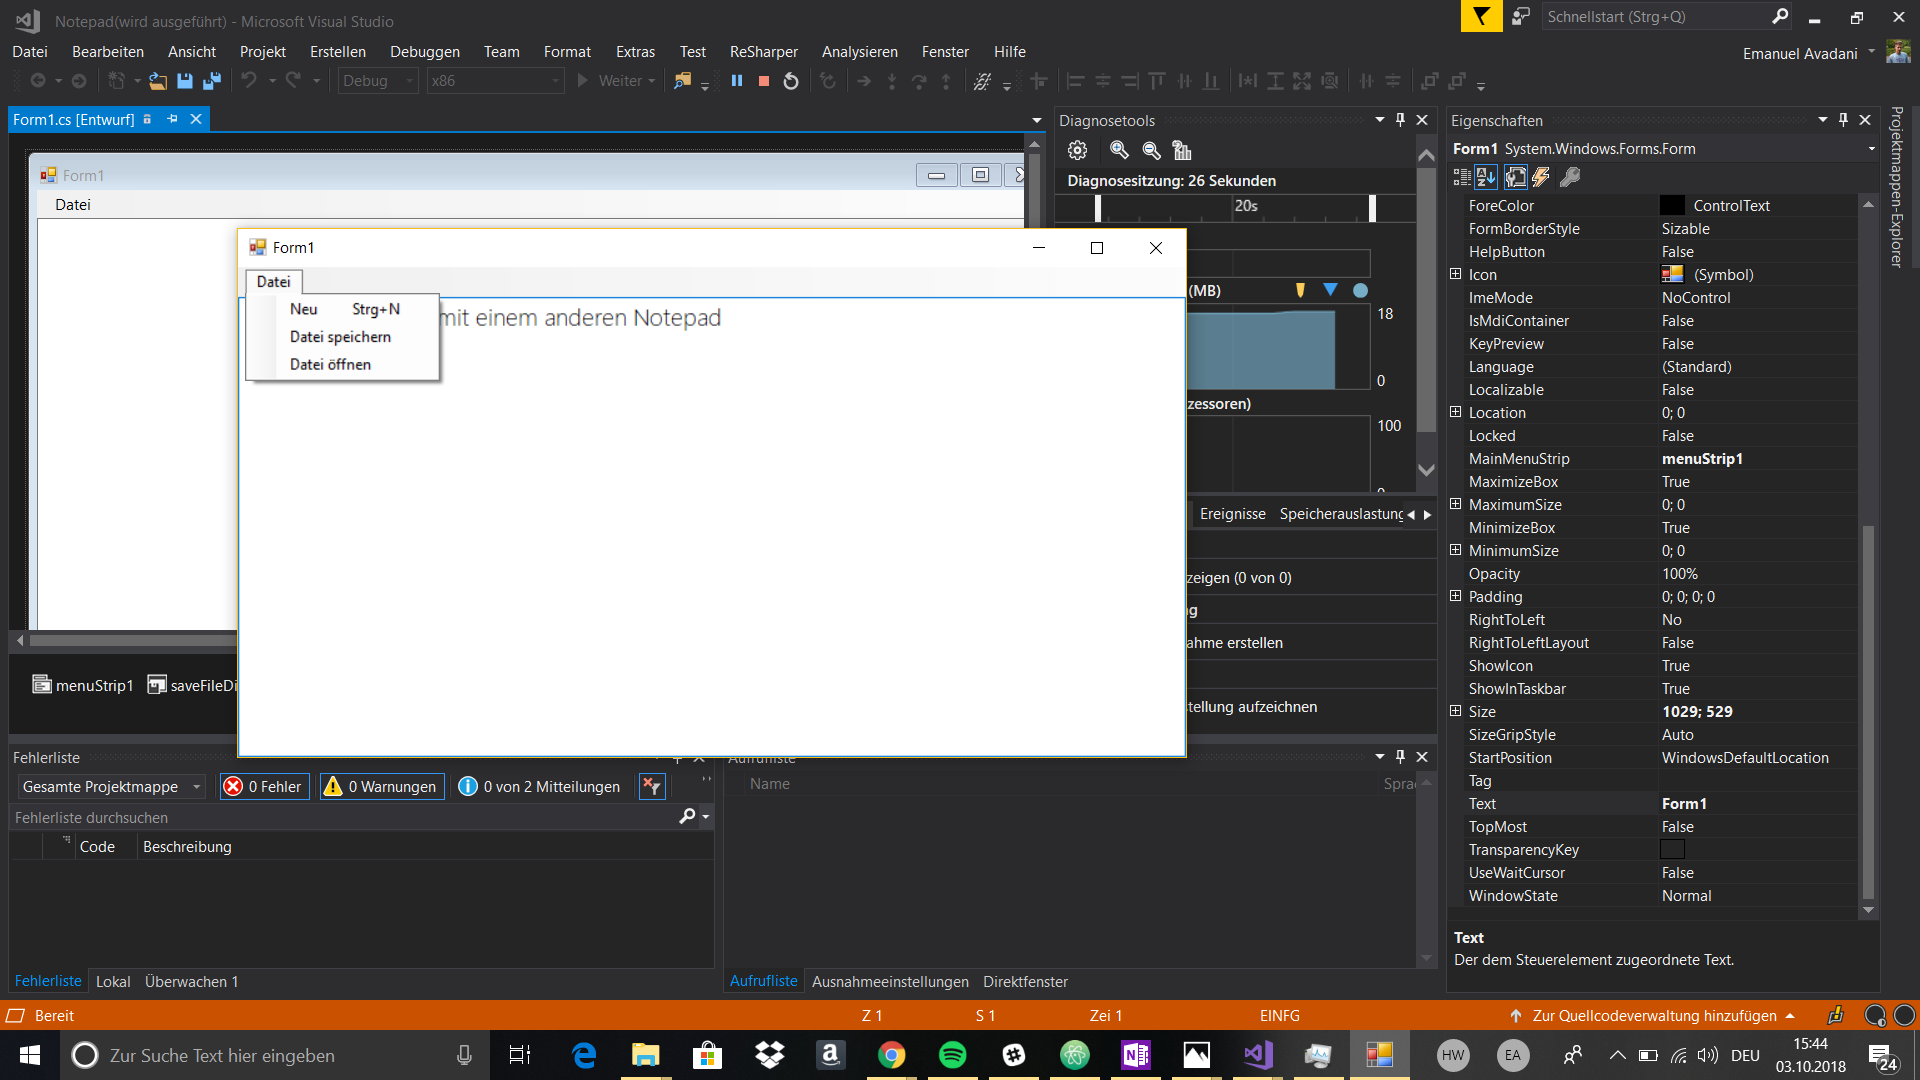 Notepad(wird ausgeführt) - Microsoft Visual Studio
Schnellstart (Strg+Q)
Datei Bearbeiten Ansicht Projekt Erstellen Debuggen Team Format Extras Test ReSharper Analysieren Fenster Hilfe
Emanuel Avadani
Debug x86 Weiter
Form1.cs [Entwurf]
Form1
Datei
Form1
Datei
Neu Strg+N
Datei speichern
Datei öffnen
mit einem anderen Notepad
menuStrip1 saveFileDi
Diagnosetools
Diagnosesitzung: 26 Sekunden
20s
(MB)
18
0
zessoren)
100
0
Ereignisse Speicherauslastung
zeigen (0 von 0)
g
ahme erstellen
stellung aufzeichnen
Fehlerliste
Gesamte Projektmappe 0 Fehler 0 Warnungen 0 von 2 Mitteilungen
Fehlerliste durchsuchen
Code Beschreibung
Fehlerliste Lokal Überwachen 1
Aufrufliste
Name Sprac
Aufrufliste Ausnahmeeinstellungen Direktfenster
Eigenschaften
Form1 System.Windows.Forms.Form
ForeColor ControlText
FormBorderStyle Sizable
HelpButton False
Icon (Symbol)
ImeMode NoControl
IsMdiContainer False
KeyPreview False
Language (Standard)
Localizable False
Location 0; 0
Locked False
MainMenuStrip menuStrip1
MaximizeBox True
MaximumSize 0; 0
MinimizeBox True
MinimumSize 0; 0
Opacity 100%
Padding 0; 0; 0; 0
RightToLeft No
RightToLeftLayout False
ShowIcon True
ShowInTaskbar True
Size 1029; 529
SizeGripStyle Auto
StartPosition WindowsDefaultLocation
Tag
Text Form1
TopMost False
TransparencyKey
UseWaitCursor False
WindowState Normal
Text
Der dem Steuerelement zugeordnete Text.
Projektmappen-Explorer
Bereit Z 1 S 1 Zei 1 EINFG Zur Quellcodeverwaltung hinzufügen
Zur Suche Text hier eingeben
HW EA DEU
15:44
03.10.2018
24